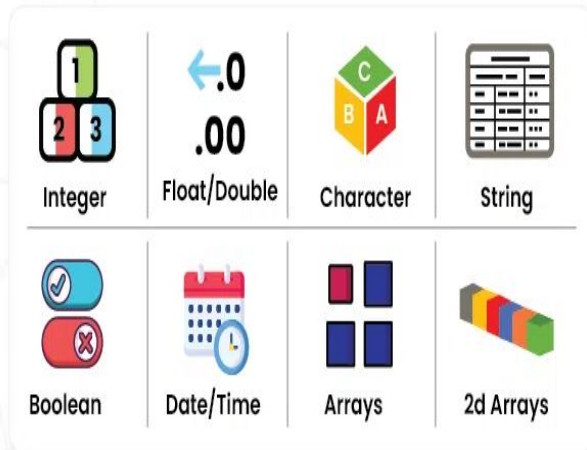 1
2 3
Integer
.0
.00
Float/Double
C
B A
Character
String
Boolean
Date/Time
Arrays
2d Arrays